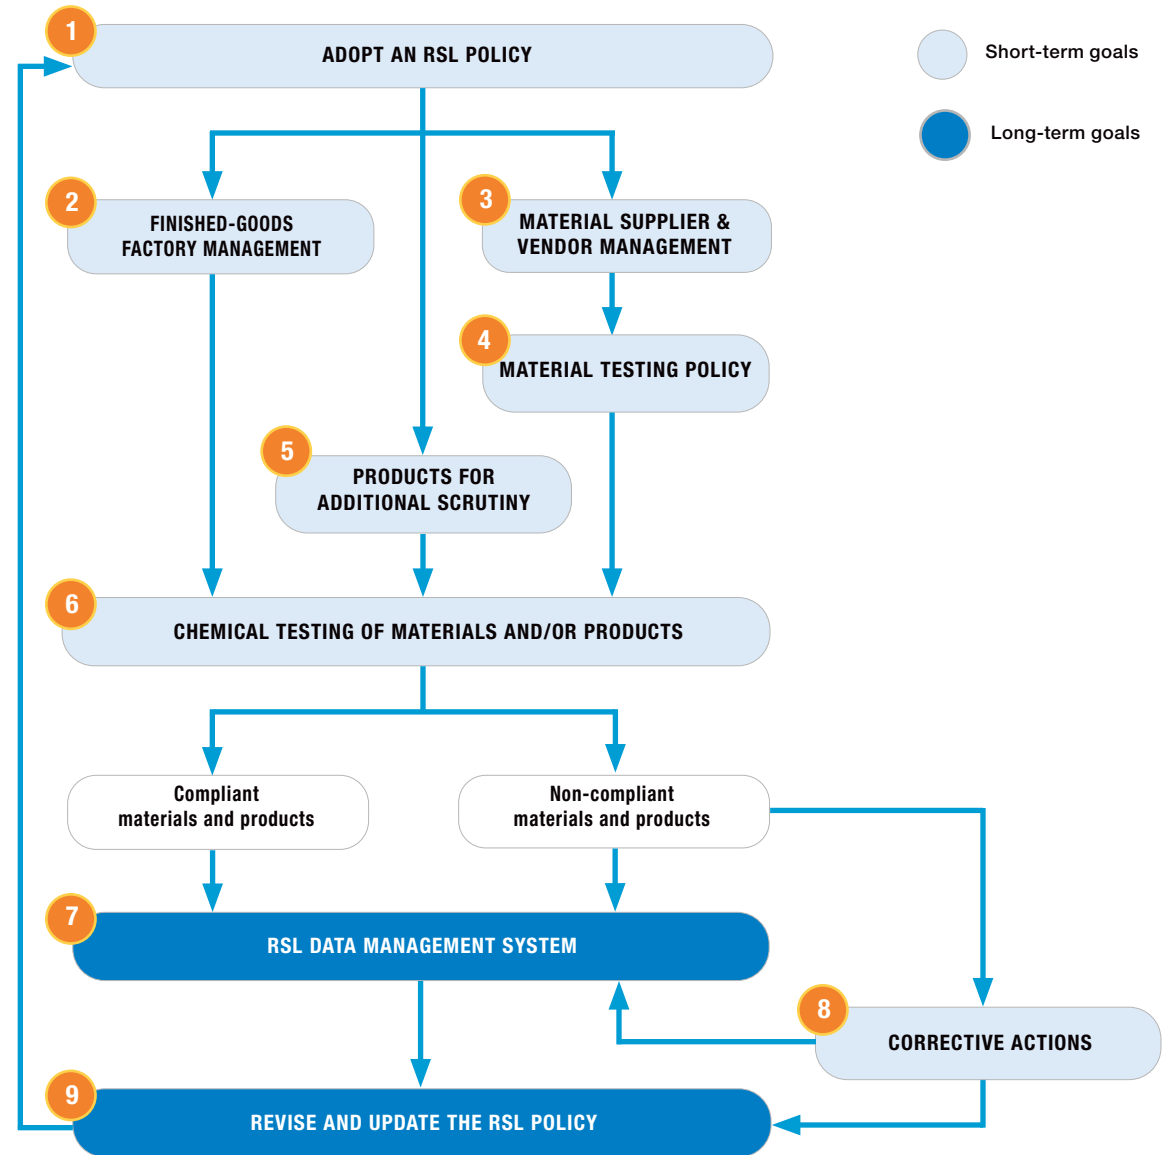 1
ADOPT AN RSL POLICY
Short-term goals
Long-term goals
2
FINISHED-GOODS
FACTORY MANAGEMENT
3
MATERIAL SUPPLIER &
VENDOR MANAGEMENT
4
MATERIAL TESTING POLICY
5
PRODUCTS FOR
ADDITIONAL SCRUTINY
6
CHEMICAL TESTING OF MATERIALS AND/OR PRODUCTS
Compliant
materials and products
Non-compliant
materials and products
7
RSL DATA MANAGEMENT SYSTEM
8
CORRECTIVE ACTIONS
9
REVISE AND UPDATE THE RSL POLICY